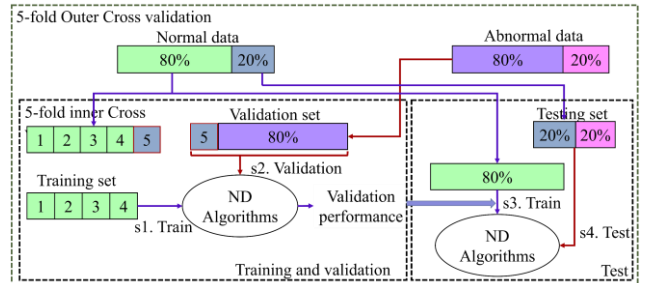 5-fold Outer Cross validation
Normal data
80%
20%
Abnormal data
80%
20%
5-fold inner Cross
1 2 3 4 5
Validation set
5
80%
s2. Validation
Training set
1 2 3 4
s1. Train
ND
Algorithms
Validation
performance
Training and validation
Testing set
20% 20%
80%
s3. Train
ND
Algorithms
s4. Test
Test